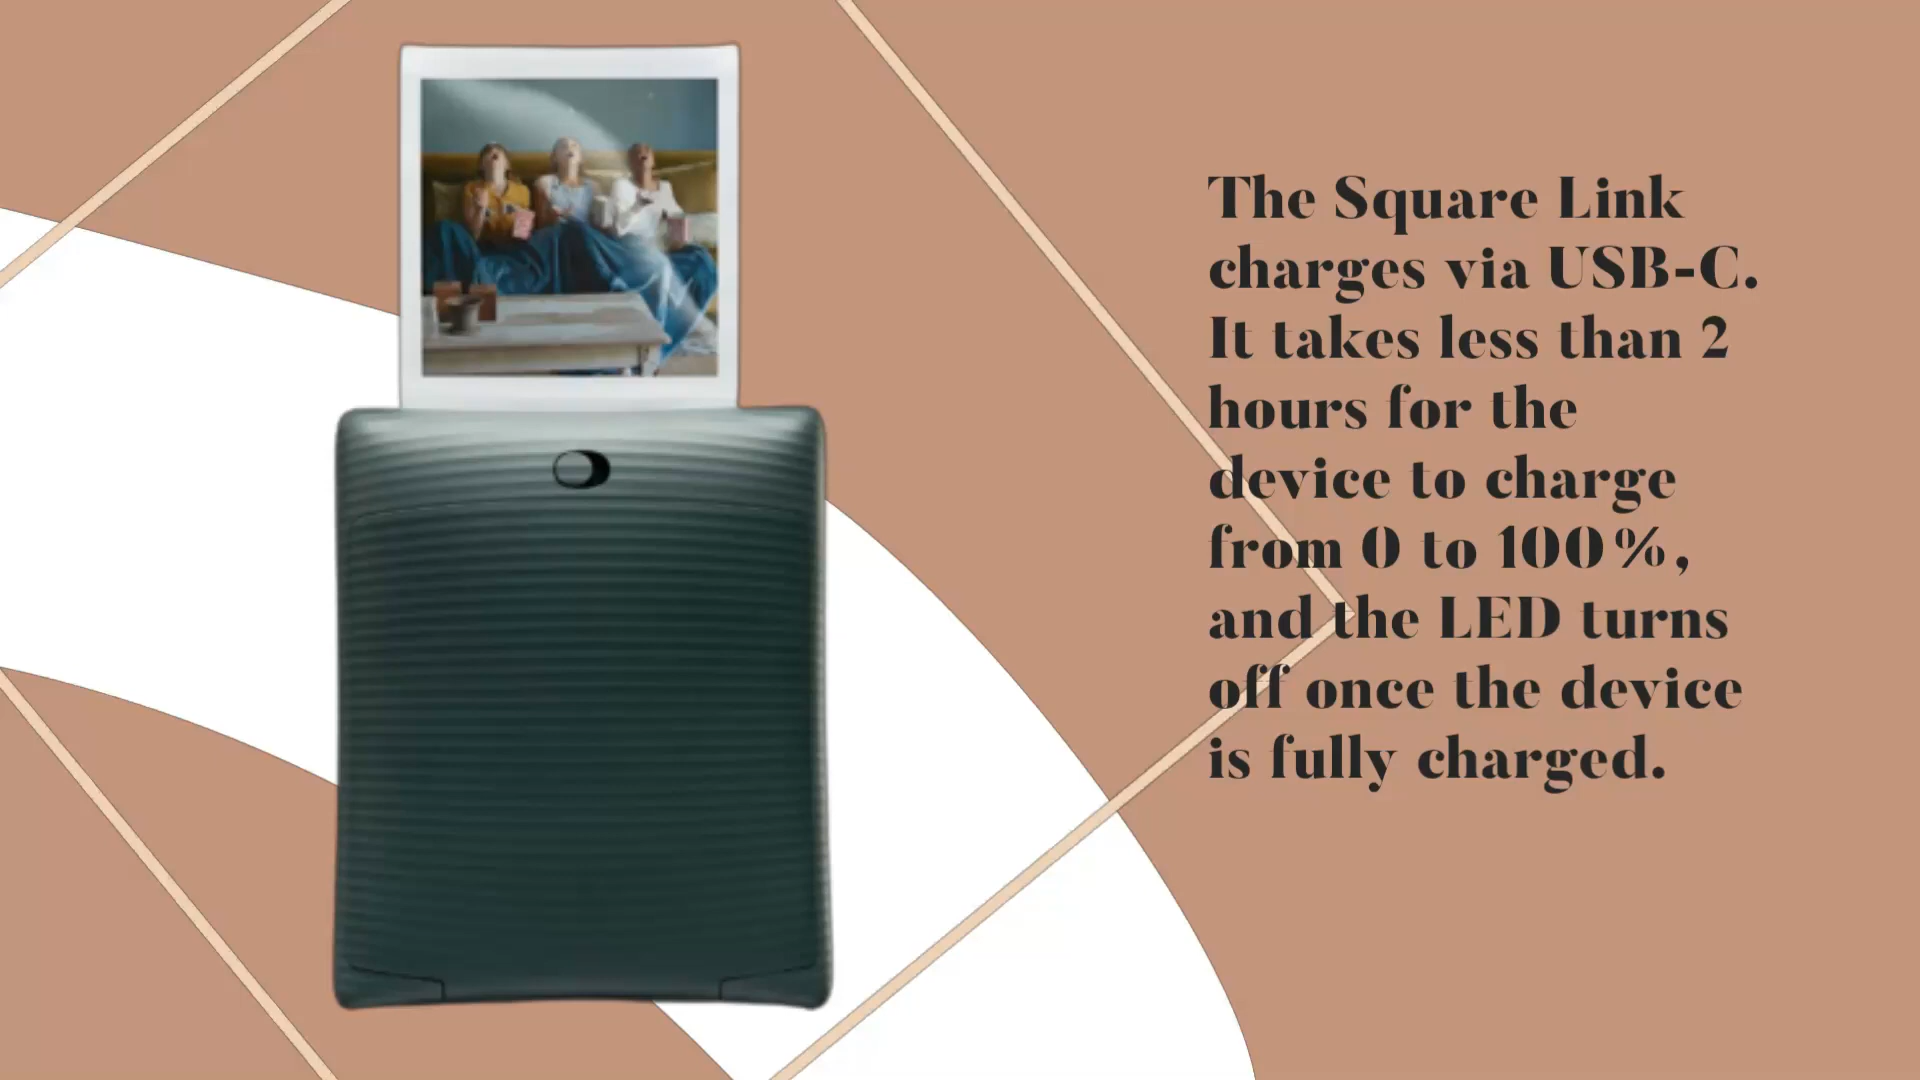 The Square Link
charges via USB-C.
It takes less than 2
hours for the
device to charge
from 0 to 100%,
and the LED turns
off once the device
is fully charged.